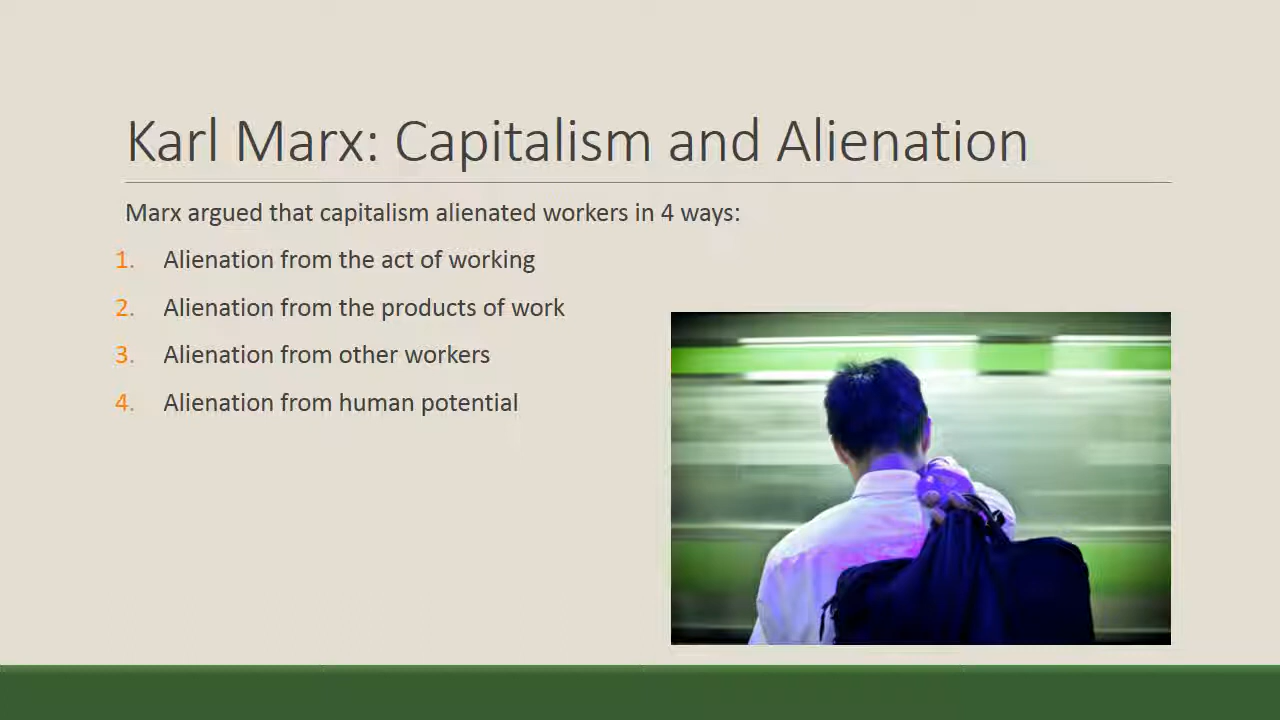 Karl Marx: Capitalism and Alienation
Marx argued that capitalism alienated workers in 4 ways:
1. Alienation from the act of working
2. Alienation from the products of work
3. Alienation from other workers
4. Alienation from human potential